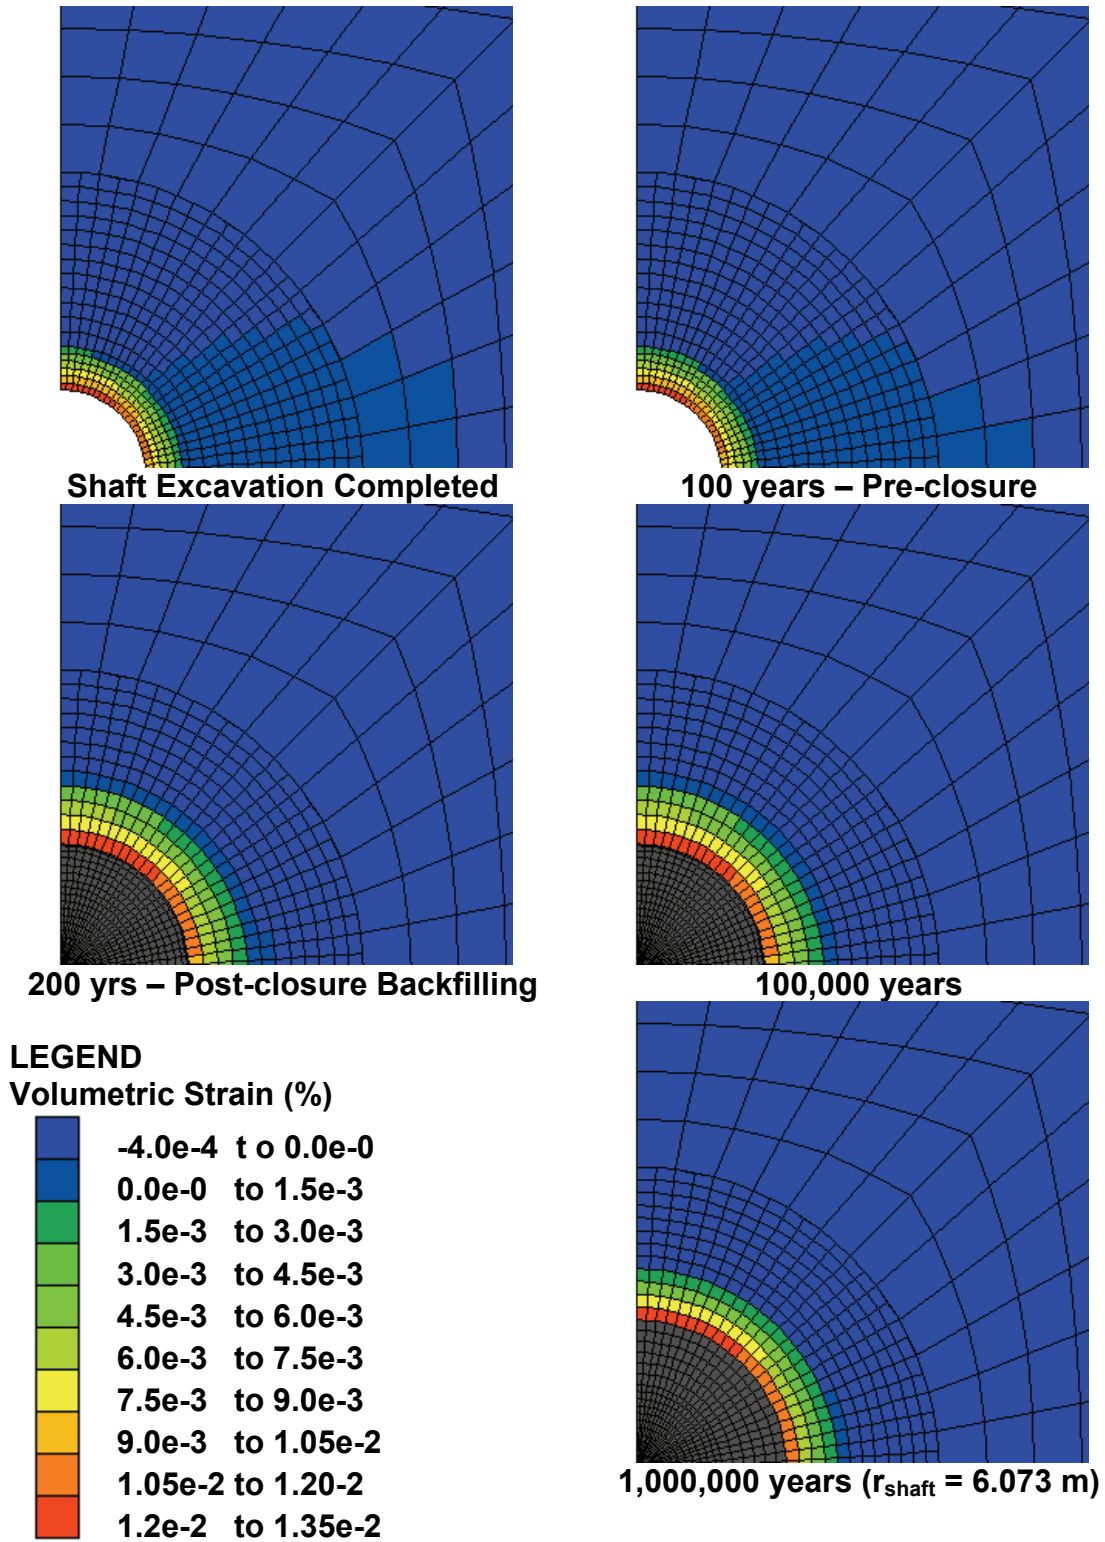 Shaft Excavation Completed
100 years – Pre-closure
200 yrs – Post-closure Backfilling
100,000 years
LEGEND
Volumetric Strain (%)
-4.0e-4 t o 0.0e-0
0.0e-0 to 1.5e-3
1.5e-3 to 3.0e-3
3.0e-3 to 4.5e-3
4.5e-3 to 6.0e-3
6.0e-3 to 7.5e-3
7.5e-3 to 9.0e-3
9.0e-3 to 1.05e-2
1.05e-2 to 1.20-2
1.2e-2 to 1.35e-2
1,000,000 years (rshaft = 6.073 m)